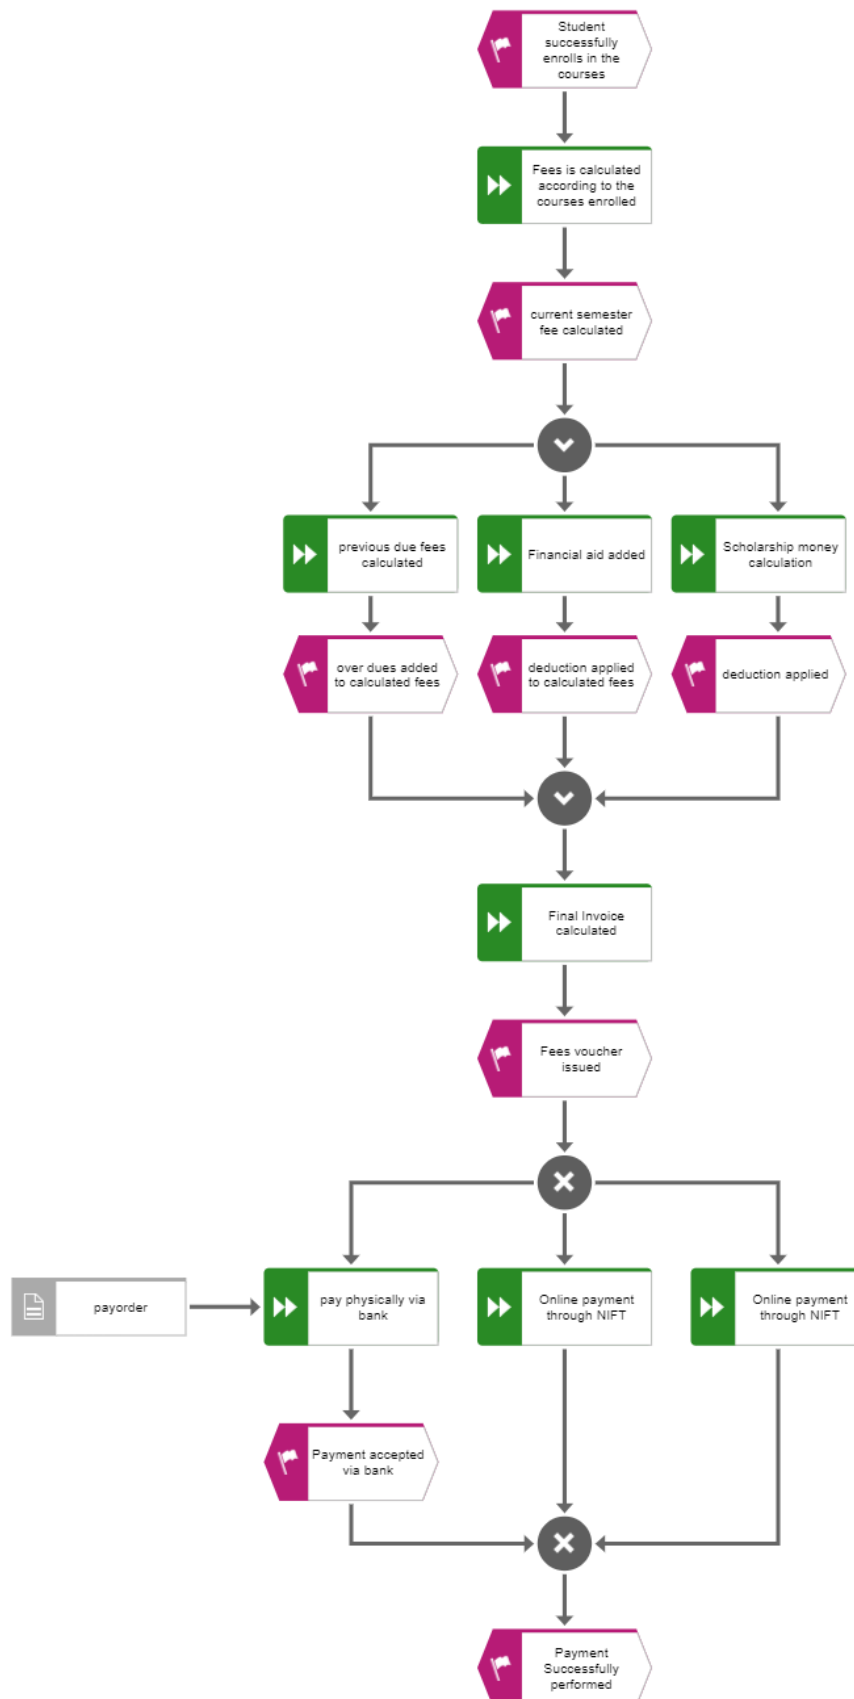 Student
successfully
enrolls in the
courses
Fees is calculated
according to the
courses enrolled
current semester
fee calculated
previous due fees
calculated
Financial aid added
Scholarship money
calculation
over dues added
to calculated fees
deduction applied
to calculated fees
deduction applied
Final Invoice
calculated
Fees voucher
issued
payorder
pay physically via
bank
Online payment
through NIFT
Online payment
through NIFT
Payment accepted
via bank
Payment
Successfully
performed